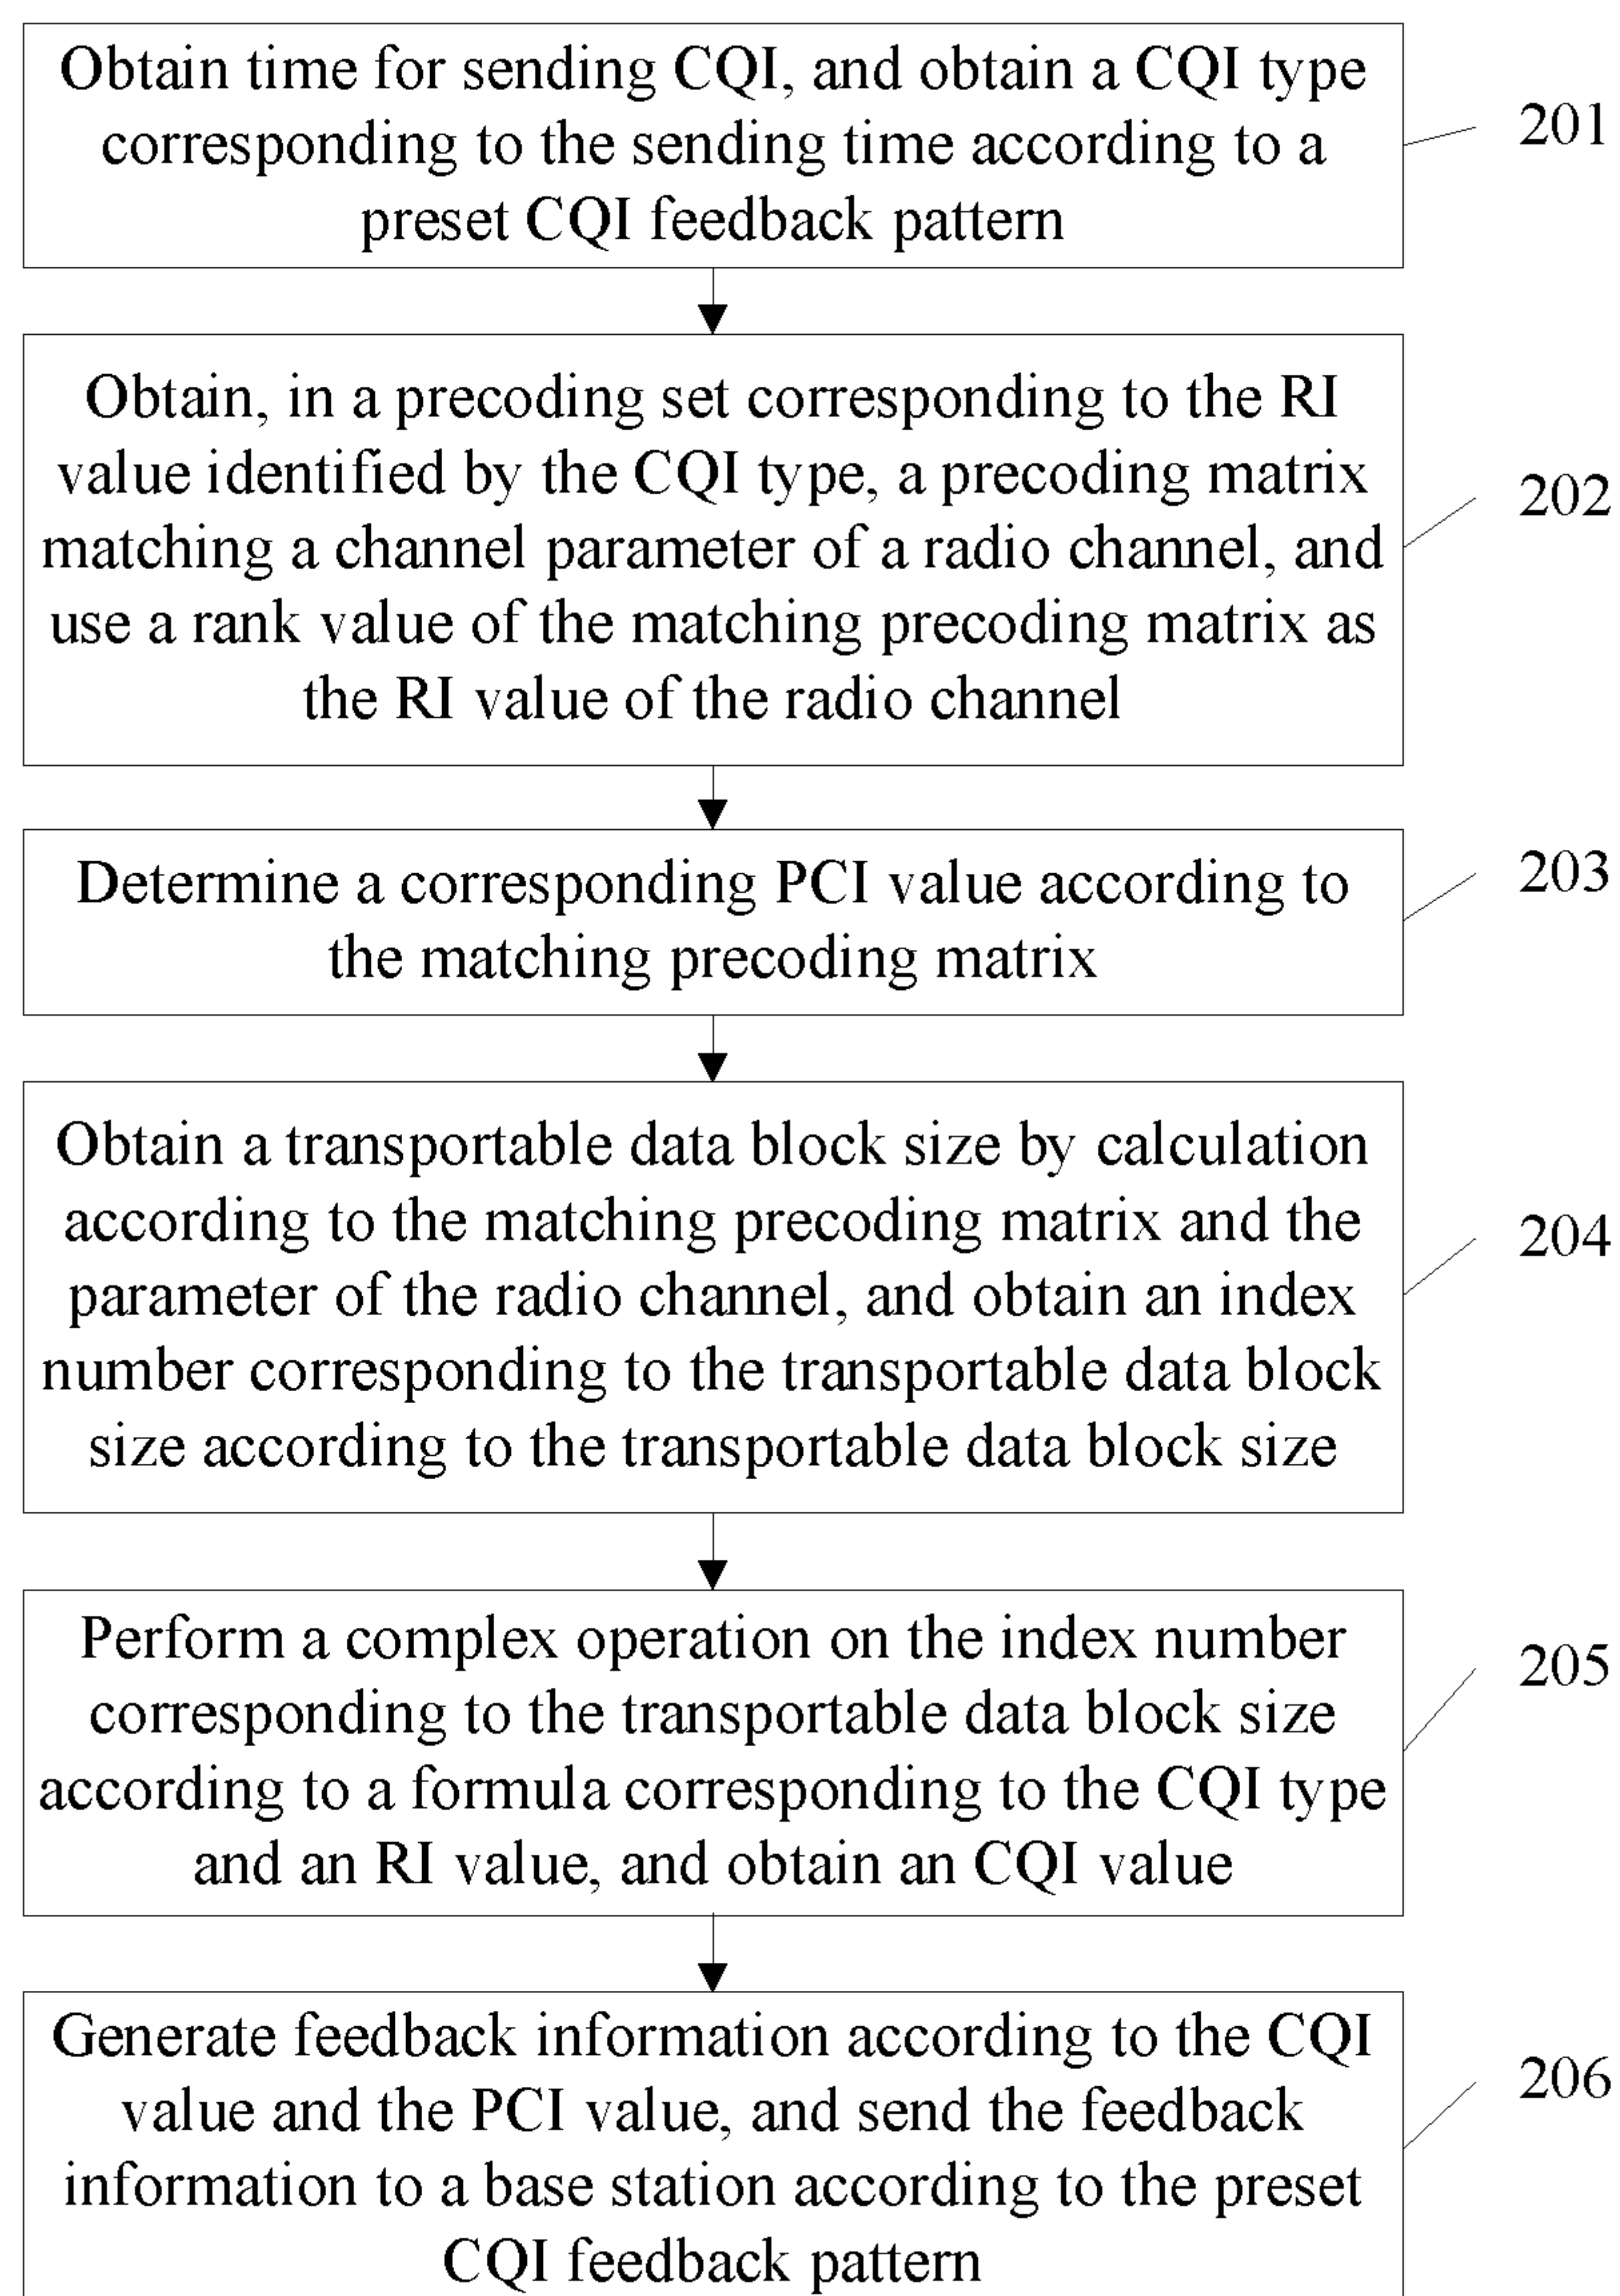 Obtain time for sending CQI, and obtain a CQI type
corresponding to the sending time according to a
preset CQI feedback pattern
201
Obtain, in a precoding set corresponding to the RI
value identified by the CQI type, a precoding matrix
matching a channel parameter of a radio channel, and
use a rank value of the matching precoding matrix as
the RI value of the radio channel
202
Determine a corresponding PCI value according to
the matching precoding matrix
203
Obtain a transportable data block size by calculation
according to the matching precoding matrix and the
parameter of the radio channel, and obtain an index
number corresponding to the transportable data block
size according to the transportable data block size
204
Perform a complex operation on the index number
corresponding to the transportable data block size
according to a formula corresponding to the CQI type
and an RI value, and obtain an CQI value
205
Generate feedback information according to the CQI
value and the PCI value, and send the feedback
information to a base station according to the preset
CQI feedback pattern
206